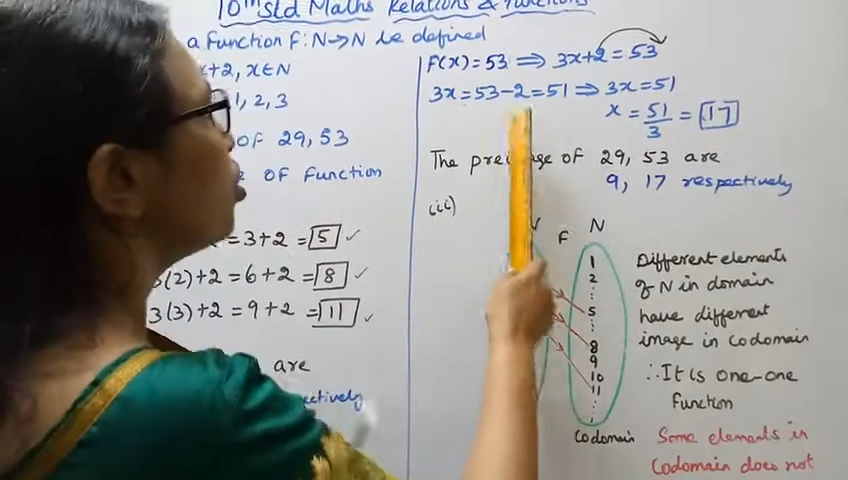 10th Std Maths Relations & Functions
a Function F:N→N be defined
x+2, x∈N
1, 2, 3
of 29, 53
e of Function
=3+2 = 5 ✓
3(2)+2 = 6+2 = 8 ✓
3(3)+2 = 9+2 = 11 ✓
are
ectively
F(x) = 53 ⟹ 3x+2 = 53
3x = 53-2 = 51 ⟹ 3x = 51
x = 51/3 = 17
The preimage of 29, 53 are
9, 17 respectively
(iii)
F N
1
2
:
5
:
8
9
10
11
:
Codomain
Different elements
of N in domain
have different
image in codomain
∴ It is one-one
Function
Some elements in
Codomain does not